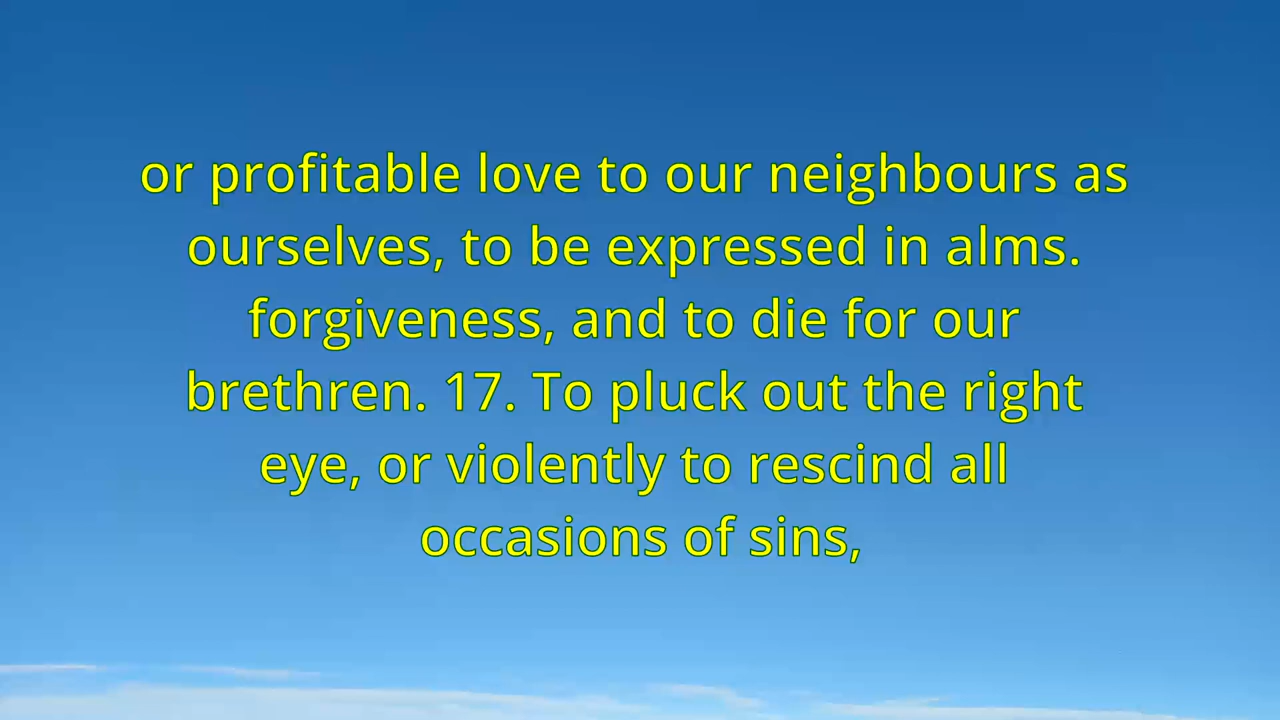 or profitable love to our neighbours as
ourselves, to be expressed in alms.
forgiveness, and to die for our
brethren. 17. To pluck out the right
eye, or violently to rescind all
occasions of sins,